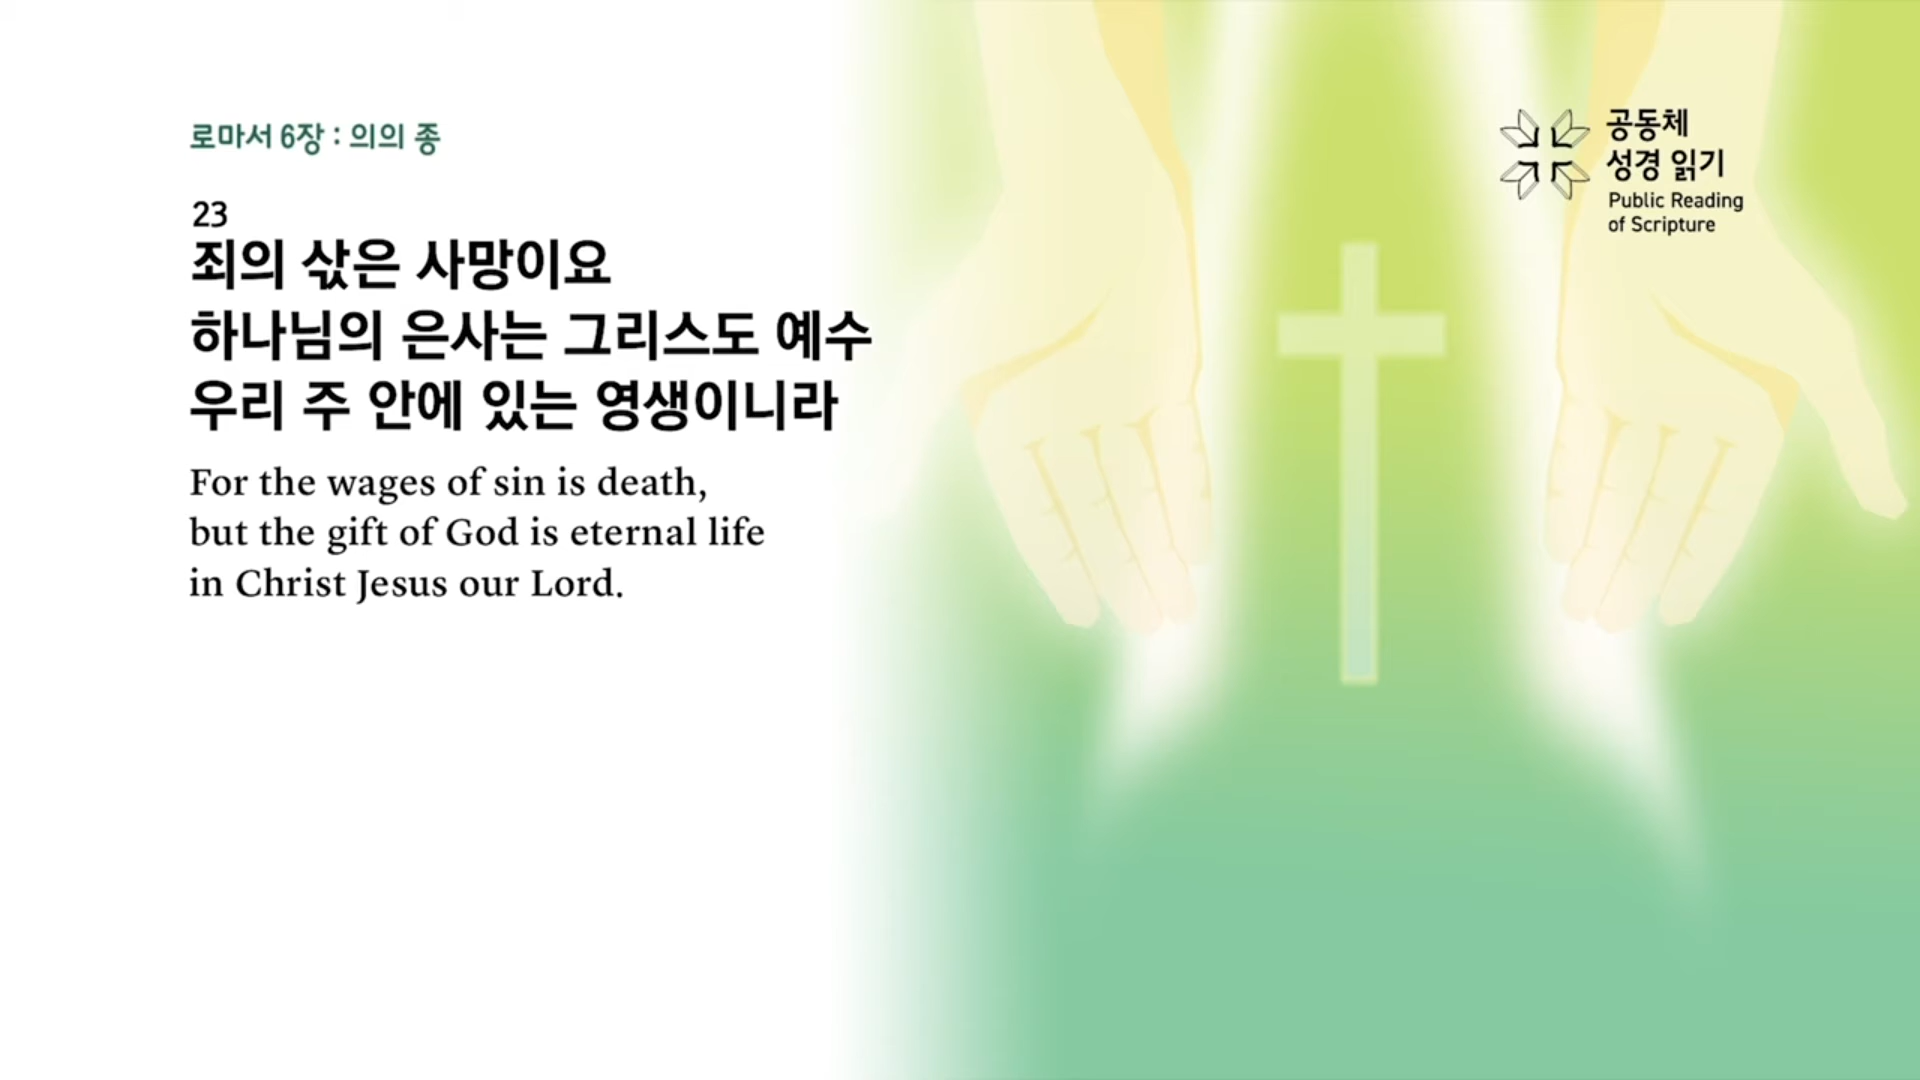 로마서 6장 : 의의 종
23
죄의 삯은 사망이요
하나님의 은사는 그리스도 예수
우리 주 안에 있는 영생이니라
For the wages of sin is death,
but the gift of God is eternal life
in Christ Jesus our Lord.
공동체
성경 읽기
Public Reading
of Scripture